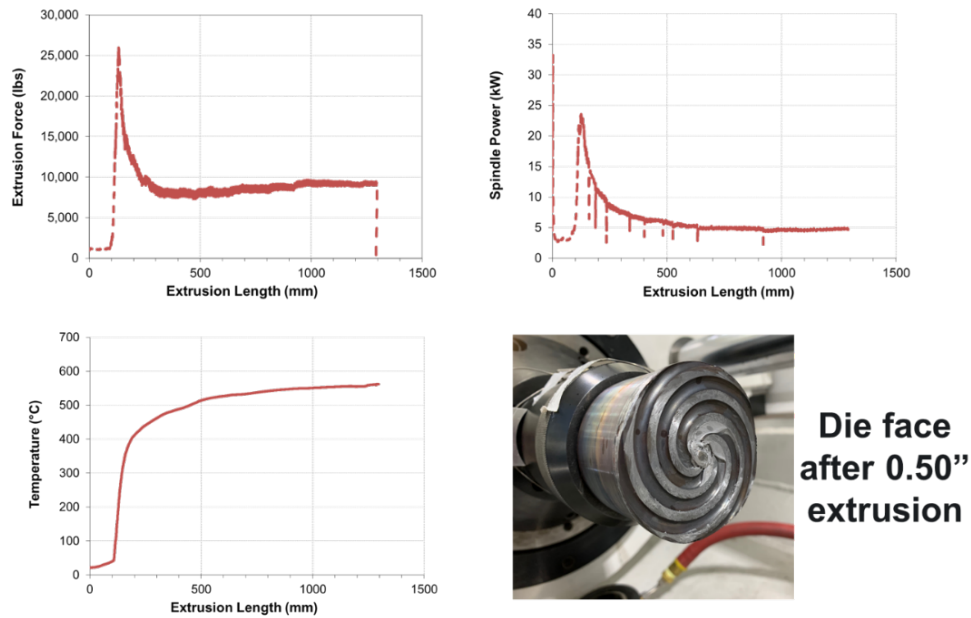 30,000
25,000
20,000
15,000
10,000
5,000
0
Extrusion Force (lbs)
0 500 1000 1500
Extrusion Length (mm)
40
35
30
25
20
15
10
5
0
Spindle Power (kW)
0 500 1000 1500
Extrusion Length (mm)
700
600
500
400
300
200
100
0
Temperature (°C)
0 500 1000 1500
Extrusion Length (mm)
Die face
after 0.50”
extrusion